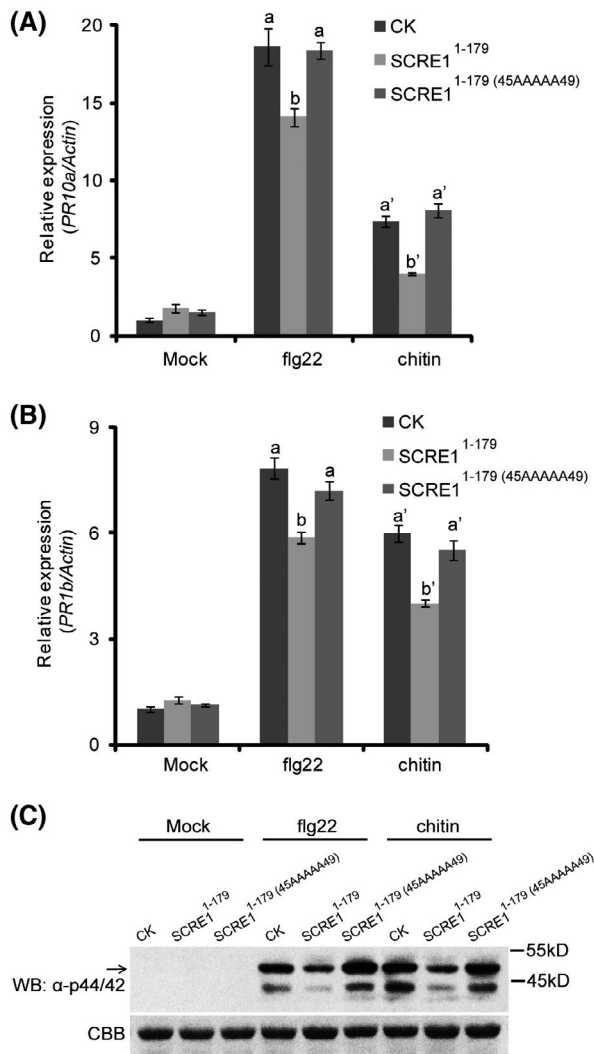 (A)
20
15
10
5
0
Relative expression
(PR10a/Actin)
CK
SCRE1 1-179
SCRE1 1-179 (45AAAAA49)
a
b
a
a’
b’
a’
Mock flg22 chitin
(B)
9
6
3
0
Relative expression
(PR1b/Actin)
CK
SCRE1 1-179
SCRE1 1-179 (45AAAAA49)
a
b
a
a’
b’
a’
Mock flg22 chitin
(C)
Mock flg22 chitin
CK SCRE1 1-179 SCRE1 1-179 (45AAAAA49) CK SCRE1 1-179 SCRE1 1-179 (45AAAAA49) CK SCRE1 1-179 SCRE1 1-179 (45AAAAA49)
55kD
→
WB: α-p44/42
45kD
CBB